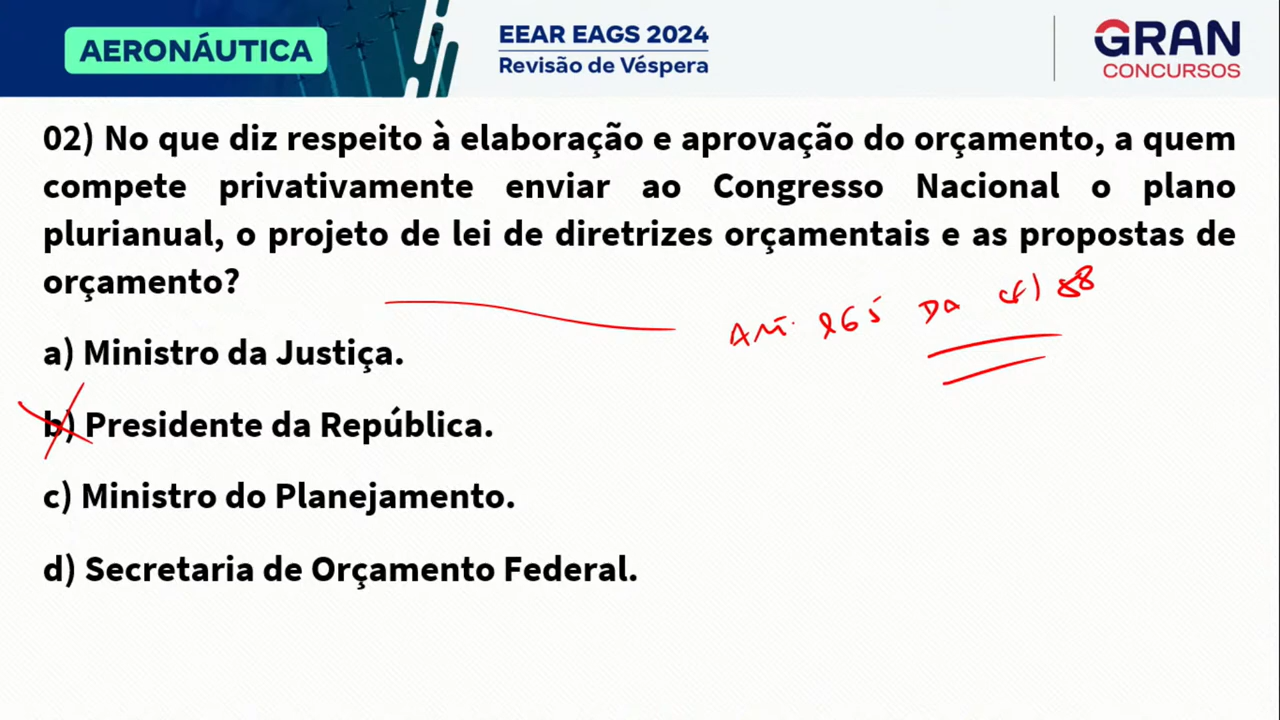 AERONÁUTICA
EEAR EAGS 2024
Revisão de Véspera
GRAN
CONCURSOS
02) No que diz respeito à elaboração e aprovação do orçamento, a quem
compete privativamente enviar ao Congresso Nacional o plano
plurianual, o projeto de lei de diretrizes orçamentais e as propostas de
orçamento?
ART. 165 DA CF/88
a) Ministro da Justiça.
b) Presidente da República.
c) Ministro do Planejamento.
d) Secretaria de Orçamento Federal.